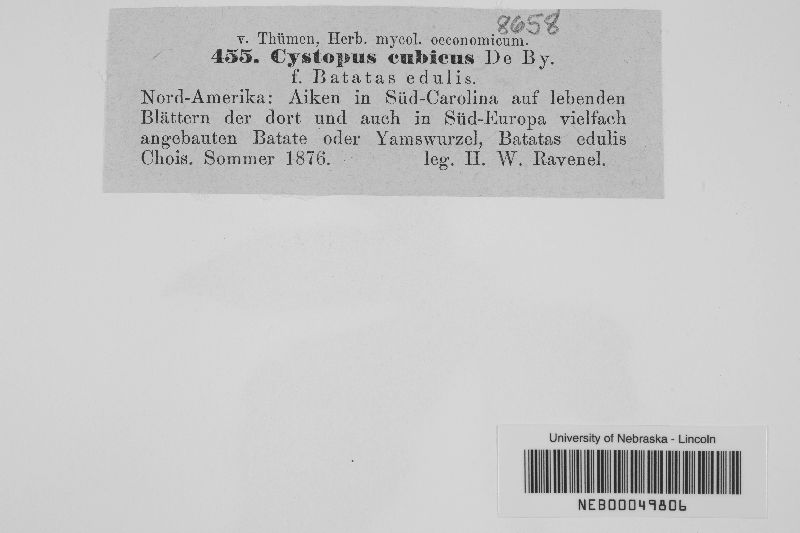 8658
v. Thümen, Herb. mycol. oeconomicum.
455. Cystopus cubicus De By.
f. Batatas edulis.
Nord-Amerika: Aiken in Süd-Carolina auf lebenden
Blättern der dort und auch in Süd-Europa vielfach
angebauten Batate oder Yamswurzel, Batatas edulis
Chois. Sommer 1876. leg. H. W. Ravenel.
University of Nebraska - Lincoln
NEB00049806